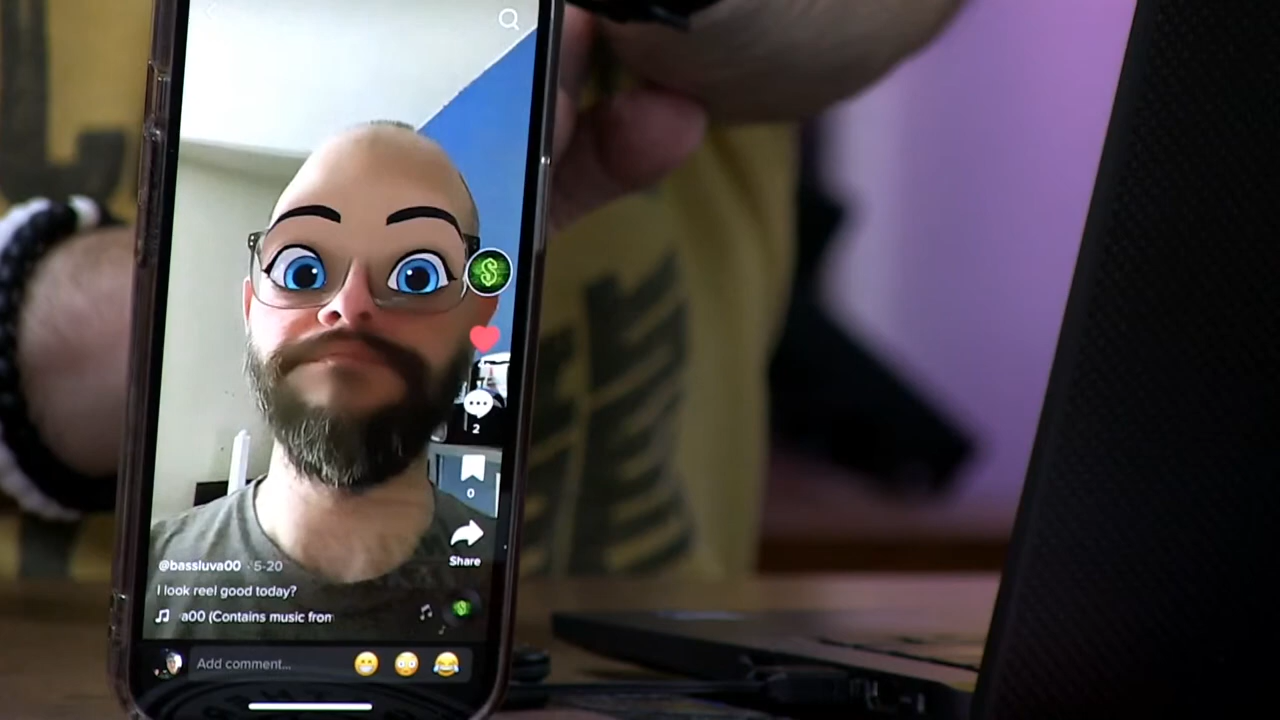 2
0
Share
@bassluva00 · 5-20
I look reel good today?
a00 (Contains music from
Add comment...